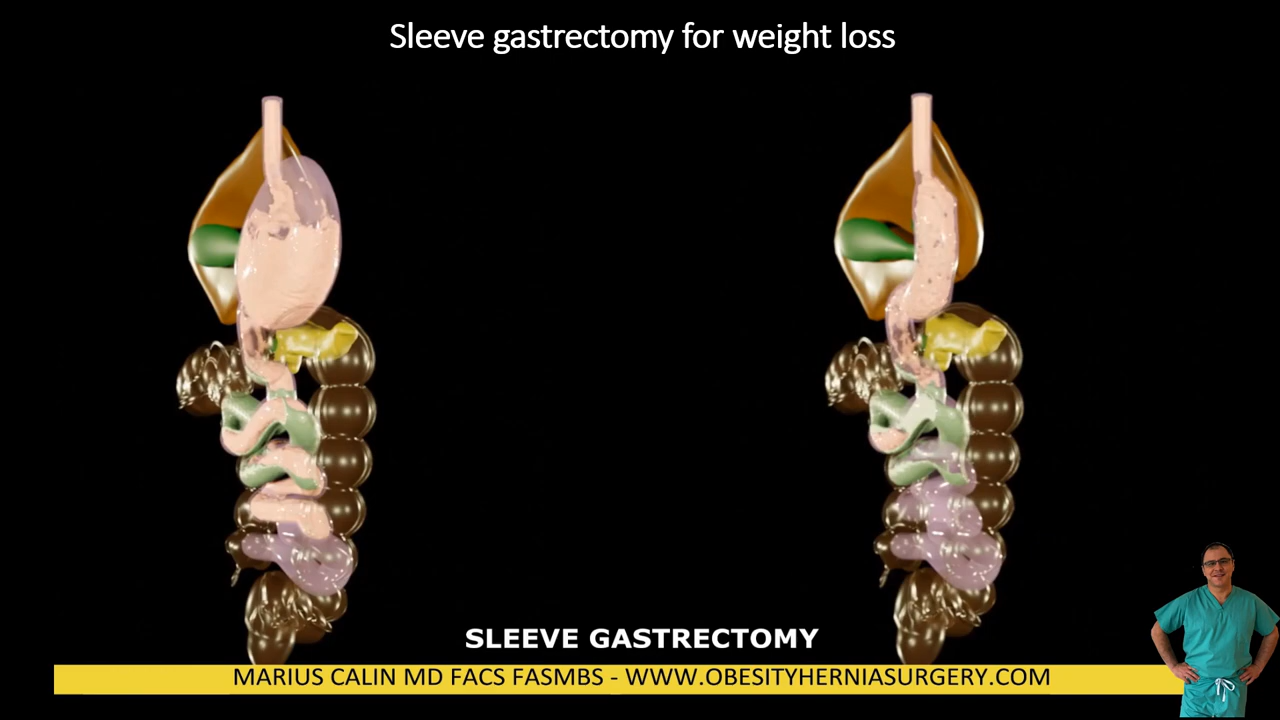 Sleeve gastrectomy for weight loss
SLEEVE GASTRECTOMY
MARIUS CALIN MD FACS FASMBS - WWW.OBESITYHERNIASURGERY.COM